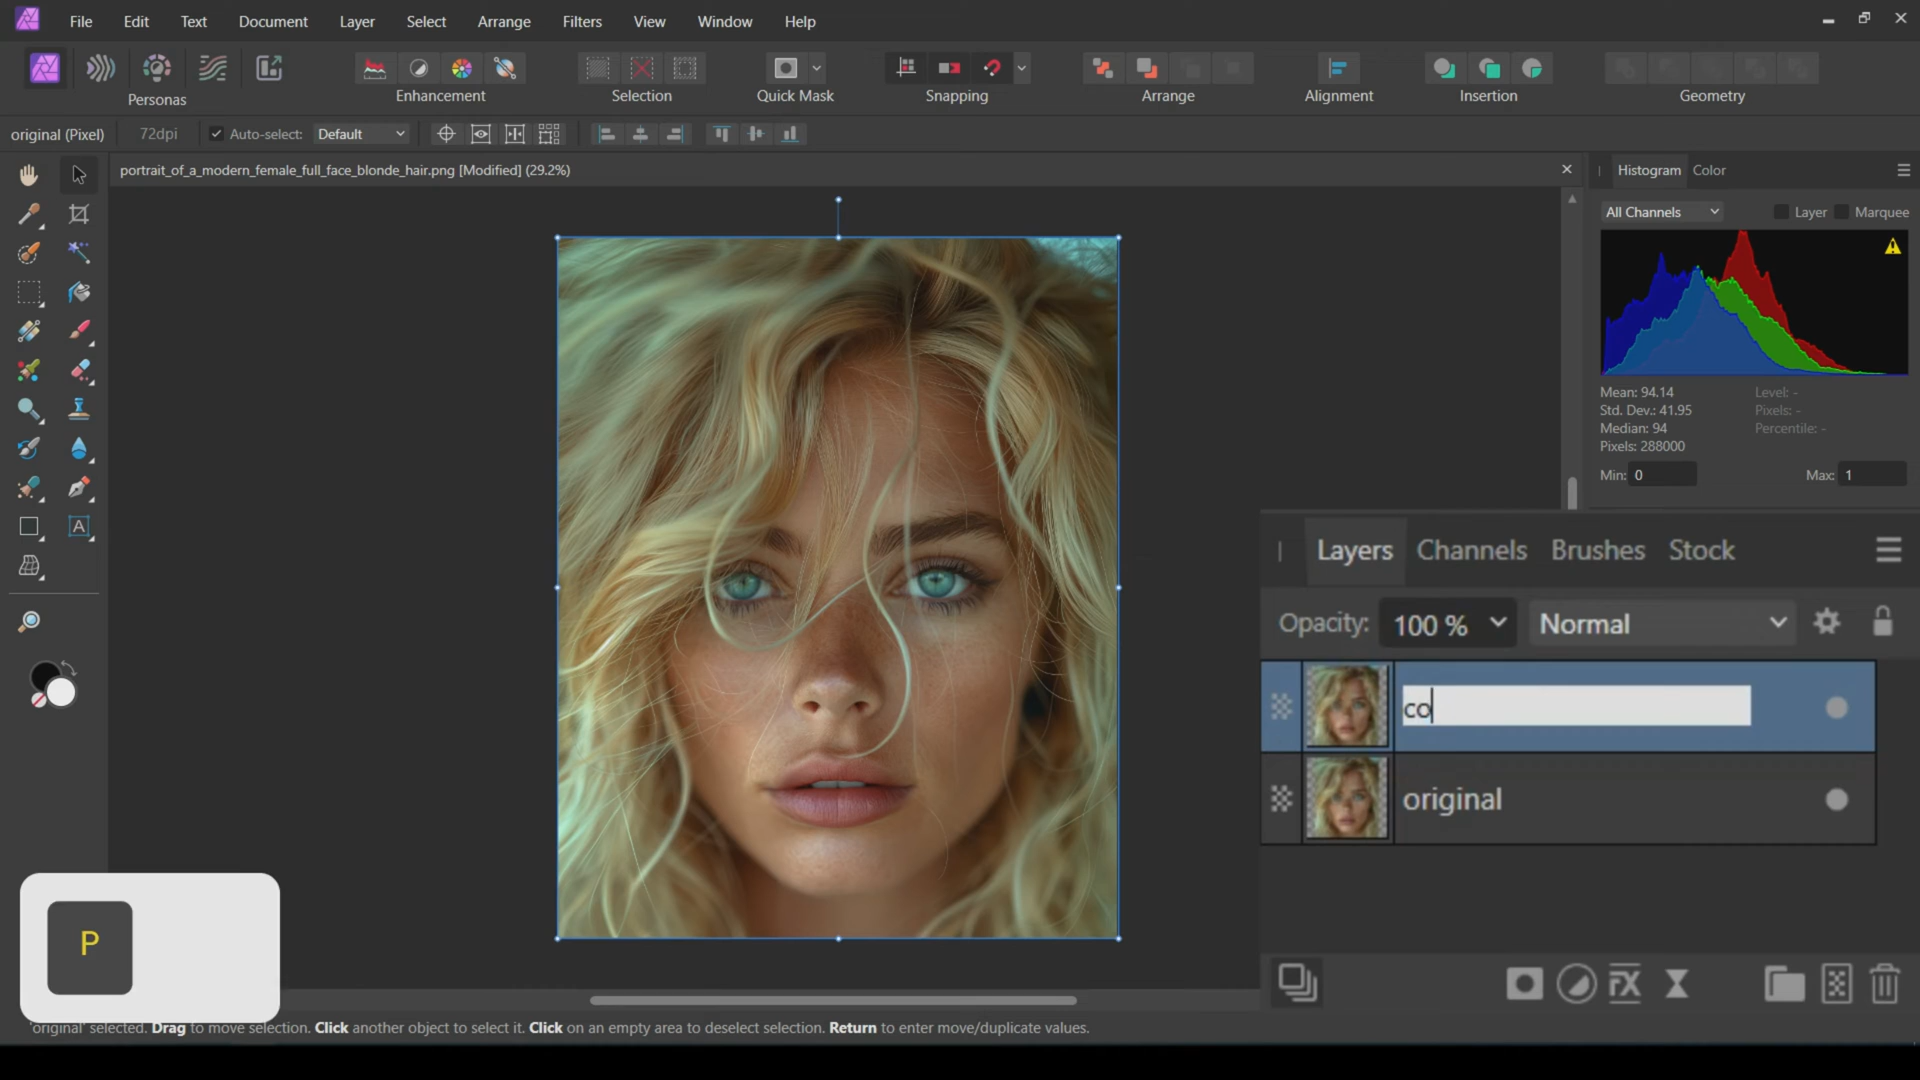 File Edit Text Document Layer Select Arrange Filters View Window Help
Personas Enhancement Selection Quick Mask Snapping Arrange Alignment Insertion Geometry
original (Pixel) 72dpi Auto-select: Default
portrait_of_a_modern_female_full_face_blonde_hair.png [Modified] (29.2%)
Histogram Color
All Channels Layer Marquee
Mean: 94.14 Level: -
Std. Dev.: 41.95 Pixels: -
Median: 94 Percentile: -
Pixels: 288000
Min: 0 Max: 1
Layers Channels Brushes Stock
Opacity: 100 % Normal
co
original
FX
A
P
'original' selected. Drag to move selection. Click another object to select it. Click on an empty area to deselect selection. Return to enter move/duplicate values.